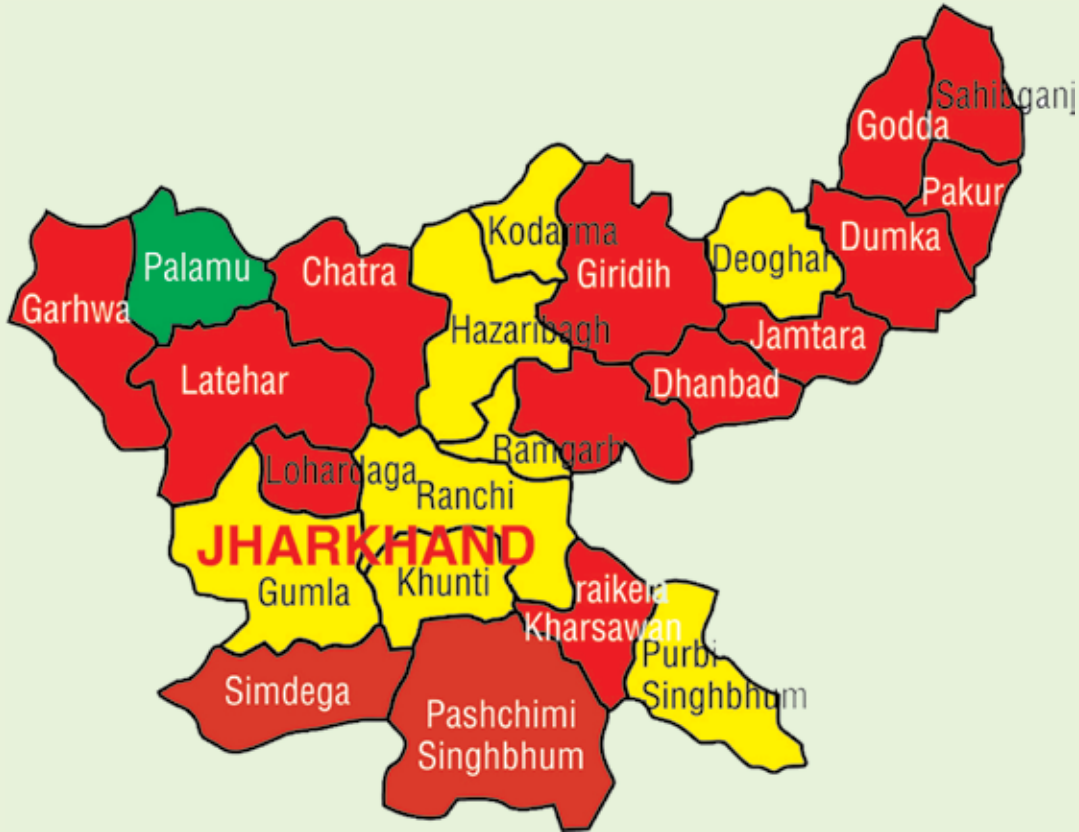 Sahibganj
Godda
Pakur
Kodarma
Dumka
Palamu
Chatra
Giridih
Deoghar
Garhwa
Hazaribagh
Jamtara
Latehar
Dhanbad
Ramgarh
Lohardaga
Ranchi
JHARKHAND
Gumla
Khunti
raikela
Kharsawan
Purbi
Singhbhum
Simdega
Pashchimi
Singhbhum